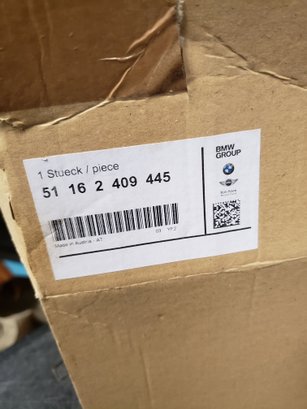 1 Stueck / piece
51 16 2 409 445
Made in Austria - AT
BMW
GROUP